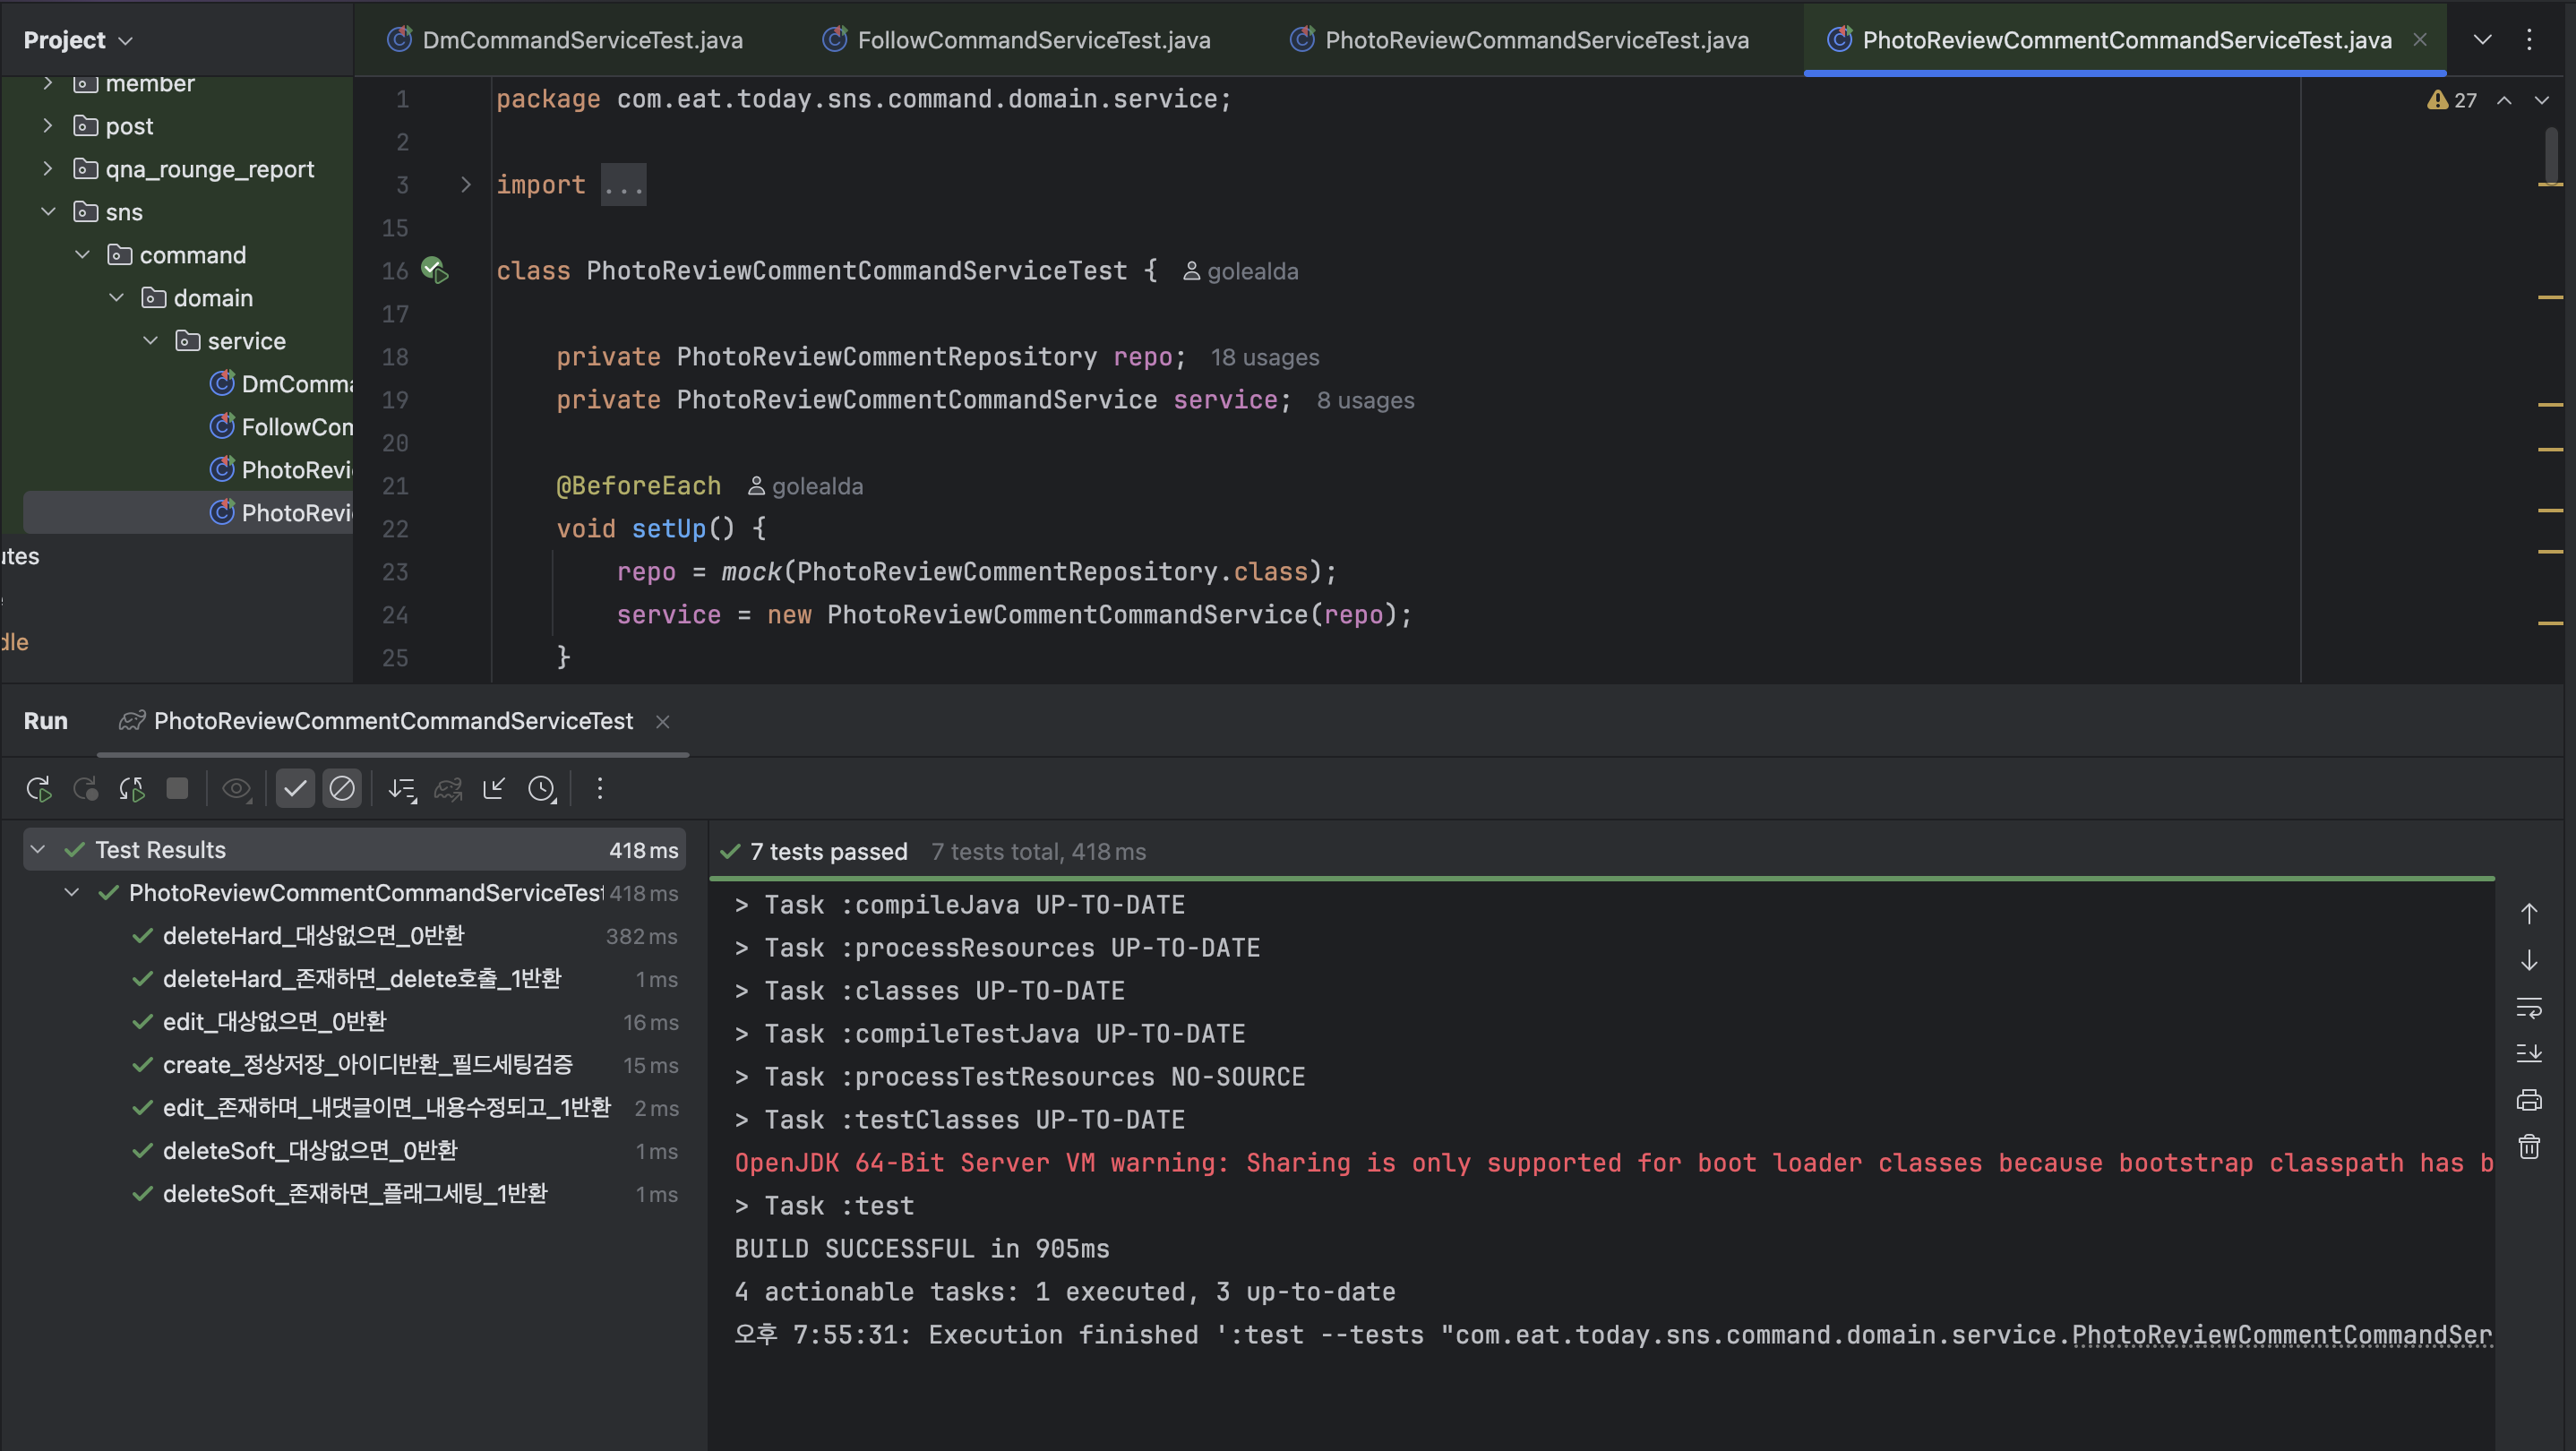 Project
DmCommandServiceTest.java
FollowCommandServiceTest.java
PhotoReviewCommandServiceTest.java
PhotoReviewCommentCommandServiceTest.java
member
post
qna_rounge_report
sns
command
domain
service
DmComma
FollowCon
PhotoRevi
PhotoRevi
utes
dle
27
1 package com.eat.today.sns.command.domain.service;
2
3 import ...
15
16 class PhotoReviewCommentCommandServiceTest { golealda
17
18 private PhotoReviewCommentRepository repo; 18 usages
19 private PhotoReviewCommentCommandService service; 8 usages
20
21 @BeforeEach golealda
22 void setUp() {
23 repo = mock(PhotoReviewCommentRepository.class);
24 service = new PhotoReviewCommentCommandService(repo);
25 }
Run PhotoReviewCommentCommandServiceTest
Test Results 418 ms
PhotoReviewCommentCommandServiceTest 418 ms
deleteHard_대상없으면_0반환 382 ms
deleteHard_존재하면_delete호출_1반환 1 ms
edit_대상없으면_0반환 16 ms
create_정상저장_아이디반환_필드세팅검증 15 ms
edit_존재하며_내댓글이면_내용수정되고_1반환 2 ms
deleteSoft_대상없으면_0반환 1 ms
deleteSoft_존재하면_플래그세팅_1반환 1 ms
7 tests passed 7 tests total, 418 ms
> Task :compileJava UP-TO-DATE
> Task :processResources UP-TO-DATE
> Task :classes UP-TO-DATE
> Task :compileTestJava UP-TO-DATE
> Task :processTestResources NO-SOURCE
> Task :testClasses UP-TO-DATE
OpenJDK 64-Bit Server VM warning: Sharing is only supported for boot loader classes because bootstrap classpath has b
> Task :test
BUILD SUCCESSFUL in 905ms
4 actionable tasks: 1 executed, 3 up-to-date
오후 7:55:31: Execution finished ':test --tests "com.eat.today.sns.command.domain.service.PhotoReviewCommentCommandSer